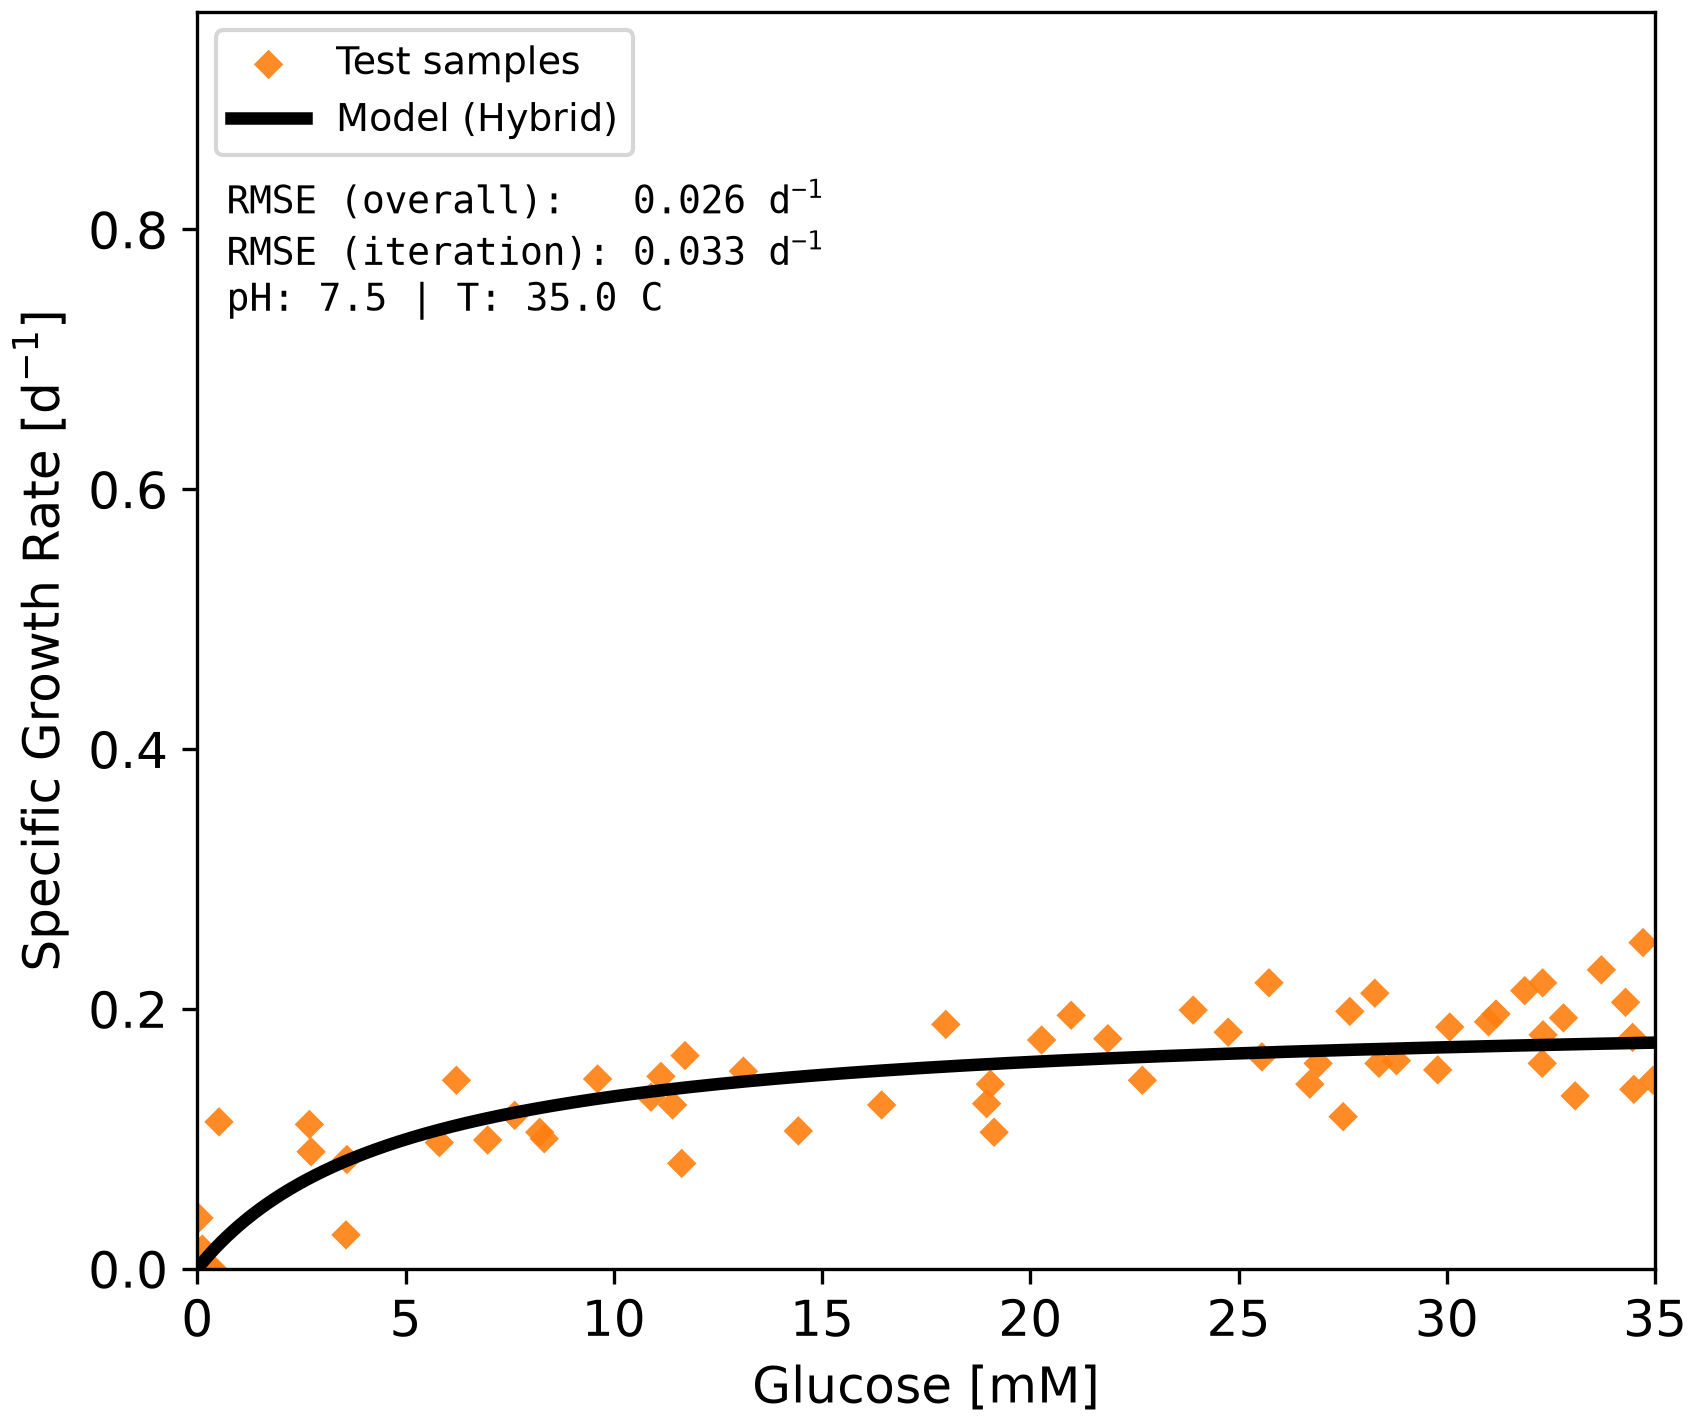 Test samples
Model (Hybrid)
RMSE (overall):   0.026 d⁻¹
RMSE (iteration): 0.033 d⁻¹
pH: 7.5 | T: 35.0 C
Specific Growth Rate [d⁻¹]
0.8
0.6
0.4
0.2
0.0
0 5 10 15 20 25 30 35
Glucose [mM]